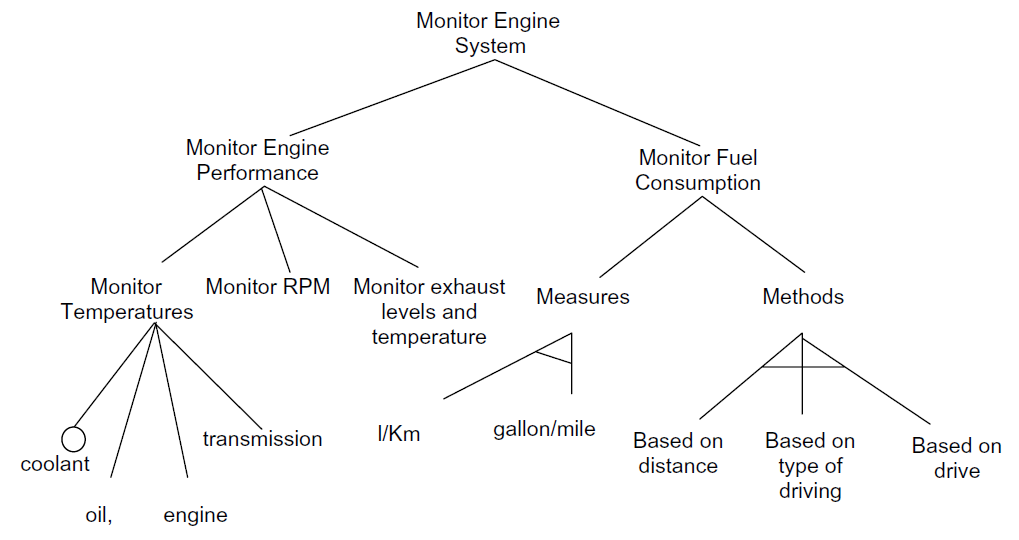 Monitor Engine
System
Monitor Engine
Performance
Monitor Fuel
Consumption
Monitor
Temperatures
Monitor RPM
Monitor exhaust
levels and
temperature
Measures
Methods
coolant
oil,
engine
transmission
l/Km
gallon/mile
Based on
distance
Based on
type of
driving
Based on
drive